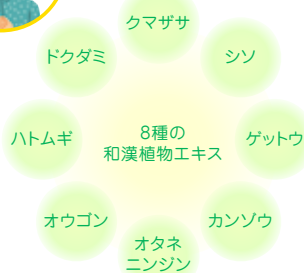 クマザサ
ドクダミ
シソ
ハトムギ
8種の
和漢植物エキス
ゲットウ
オウゴン
カンゾウ
オタネ
ニンジン